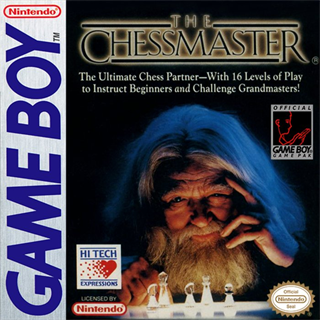 Nintendo®
GAME BOY
TM
THE
CHESSMASTER®
The Ultimate Chess Partner—With 16 Levels of Play
to Instruct Beginners and Challenge Grandmasters!
OFFICIAL
GAME BOY
GAME PAK
HI TECH
EXPRESSIONS
LICENSED BY
Nintendo
Official
Nintendo
Seal